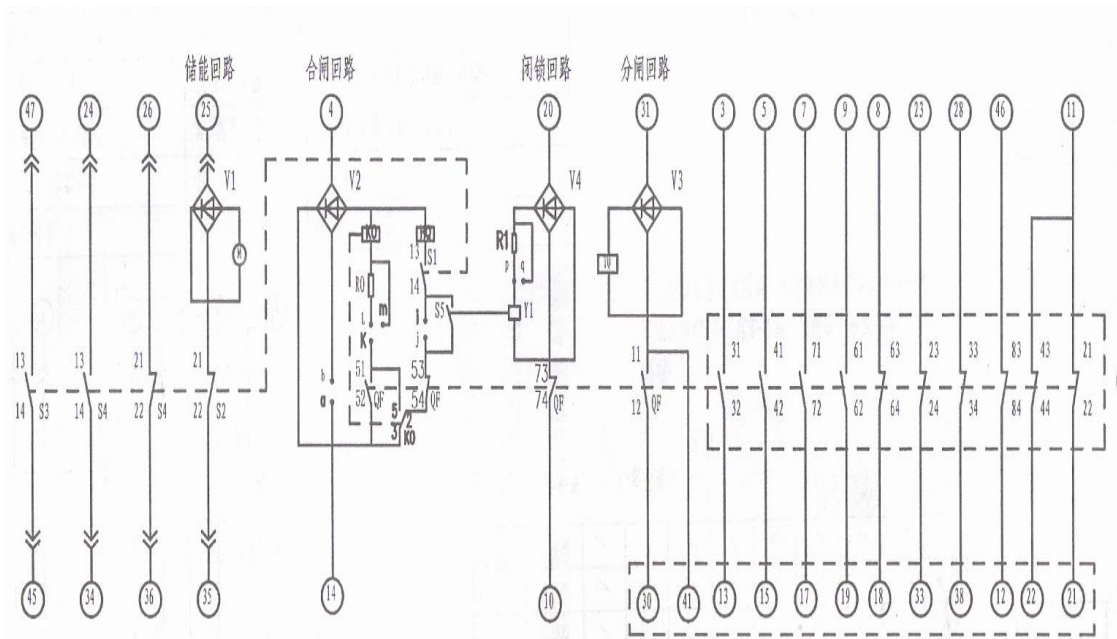 储能回路 合闸回路 闭锁回路 分闸回路
47 24 26 25 4 20 31 3 5 7 9 8 23 28 46 11
V1 V2 V4 V3
M
K0 S1
13
R0 14 S5
m
L
K j
R1
p q
Y1
b
a
51 53
52 QF 54 QF
5 2
3 K0
13 13 21 21 73 11 31 41 71 61 63 23 33 83 43 21
14 S3 14 S4 22 S4 22 S2 74 QF 12 QF 32 42 72 62 64 24 34 84 44 22
45 34 36 35 14 10 30 41 13 15 17 19 18 33 38 12 22 21